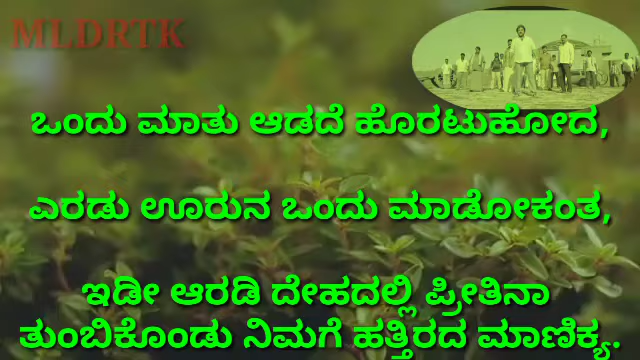 MLDRTK
ಒಂದು ಮಾತು ಆಡದೆ ಹೊರಟುಹೋದ,
ಎರಡು ಊರುನ ಒಂದು ಮಾಡೋಕಂತ,
ಇಡೀ ಆರಡಿ ದೇಹದಲ್ಲಿ ಪ್ರೀತಿನಾ
ತುಂಬಿಕೊಂಡು ನಿಮಗೆ ಹತ್ತಿರದ ಮಾಣಿಕ್ಯ.